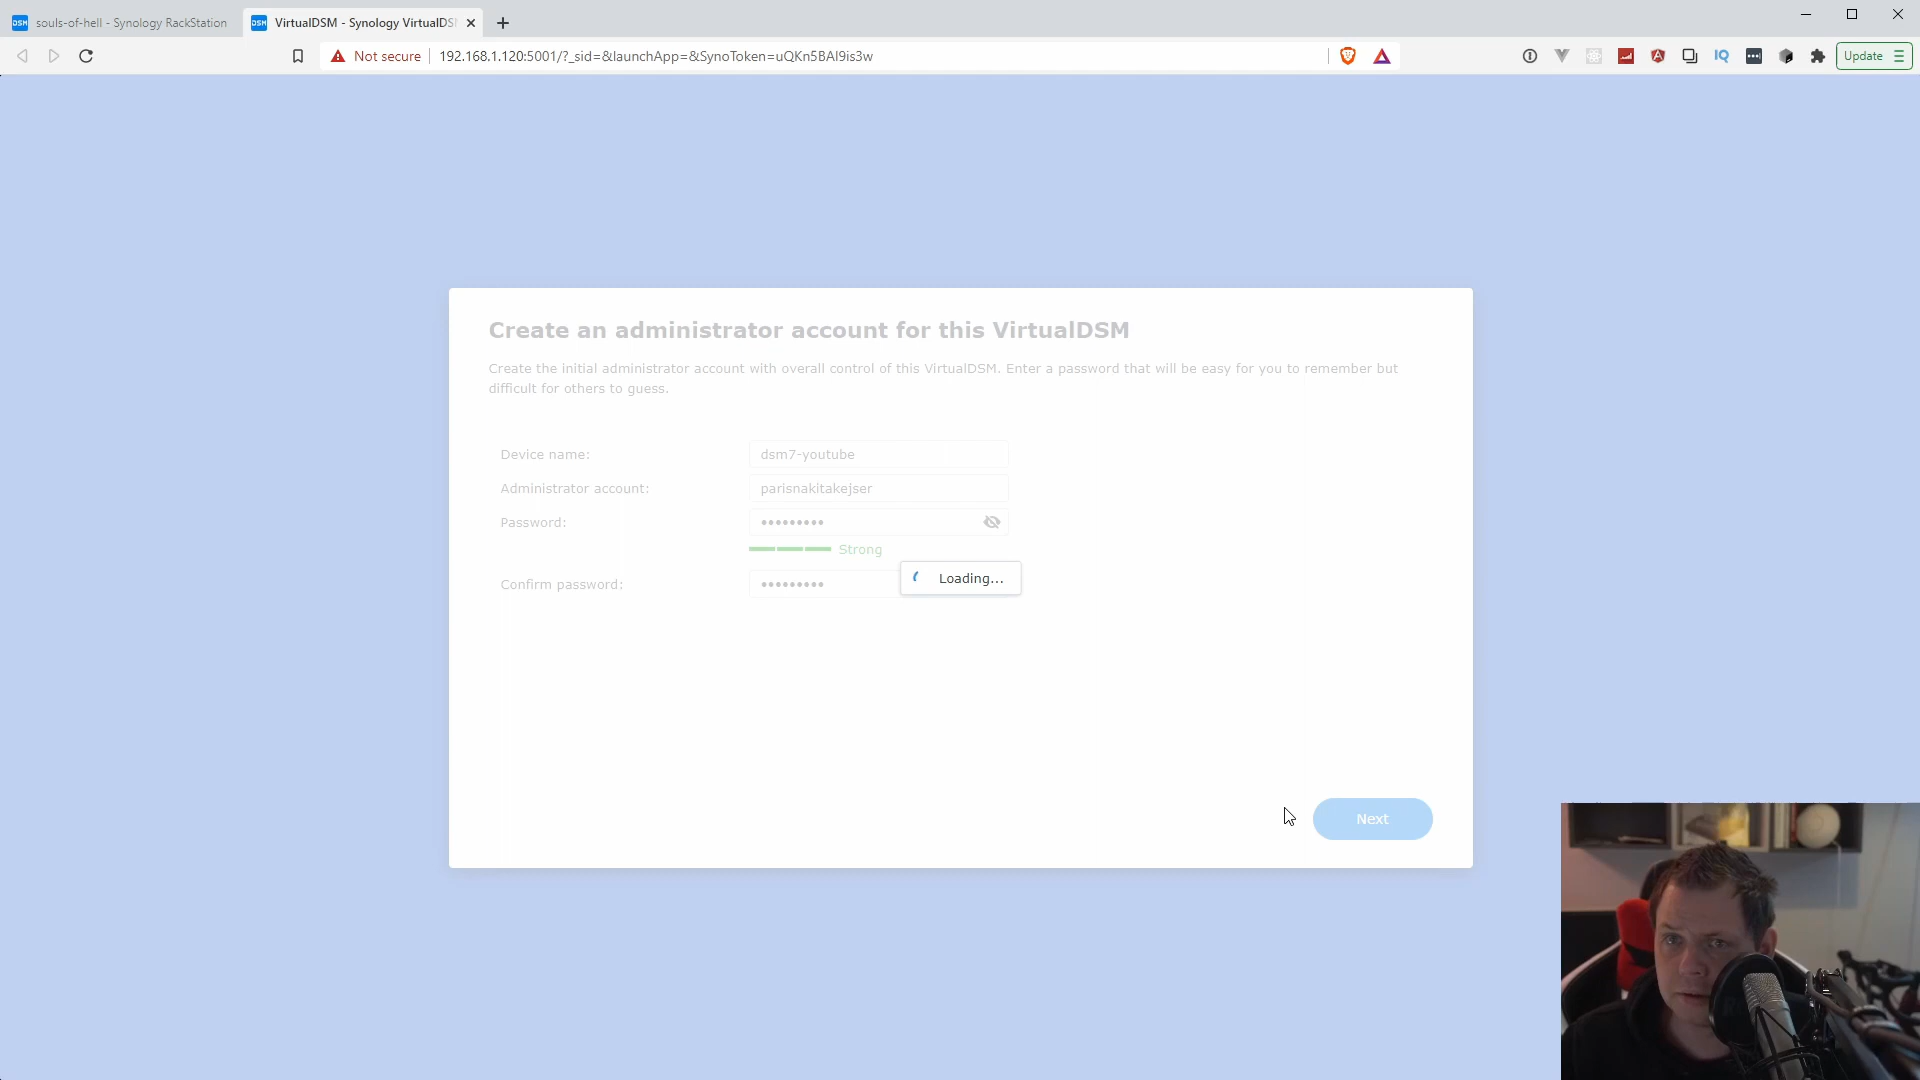 souls-of-hell - Synology RackStation
VirtualDSM - Synology VirtualDS
Not secure
192.168.1.120:5001/?_sid=&launchApp=&SynoToken=uQKn5BAI9is3w
IQ
Update
Create an administrator account for this VirtualDSM
Create the initial administrator account with overall control of this VirtualDSM. Enter a password that will be easy for you to remember but
difficult for others to guess.
Device name:
dsm7-youtube
Administrator account:
parisnakitakejser
Password:
•••••••••
Strong
Confirm password:
•••••••••
Loading...
Next